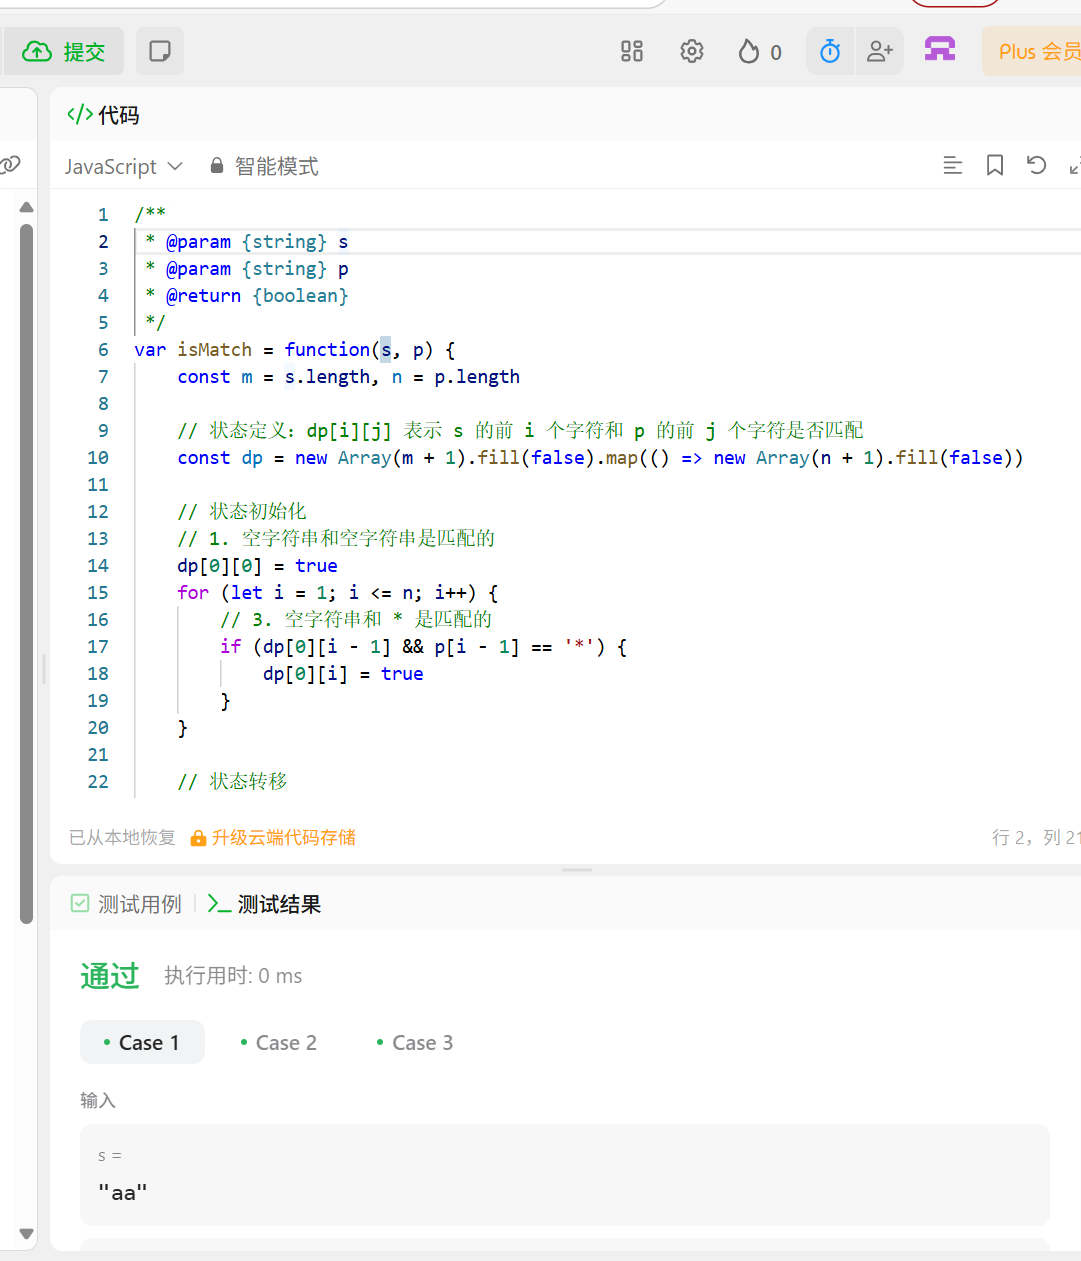 提交
0
Plus 会员
代码
JavaScript
智能模式
1 /**
2 * @param {string} s
3 * @param {string} p
4 * @return {boolean}
5 */
6 var isMatch = function(s, p) {
7 const m = s.length, n = p.length
8
9 // 状态定义：dp[i][j] 表示 s 的前 i 个字符和 p 的前 j 个字符是否匹配
10 const dp = new Array(m + 1).fill(false).map(() => new Array(n + 1).fill(false))
11
12 // 状态初始化
13 // 1. 空字符串和空字符串是匹配的
14 dp[0][0] = true
15 for (let i = 1; i <= n; i++) {
16 // 3. 空字符串和 * 是匹配的
17 if (dp[0][i - 1] && p[i - 1] == '*') {
18 dp[0][i] = true
19 }
20 }
21
22 // 状态转移
已从本地恢复
升级云端代码存储
行 2，列 21
测试用例
测试结果
通过
执行用时: 0 ms
Case 1
Case 2
Case 3
输入
s =
"aa"